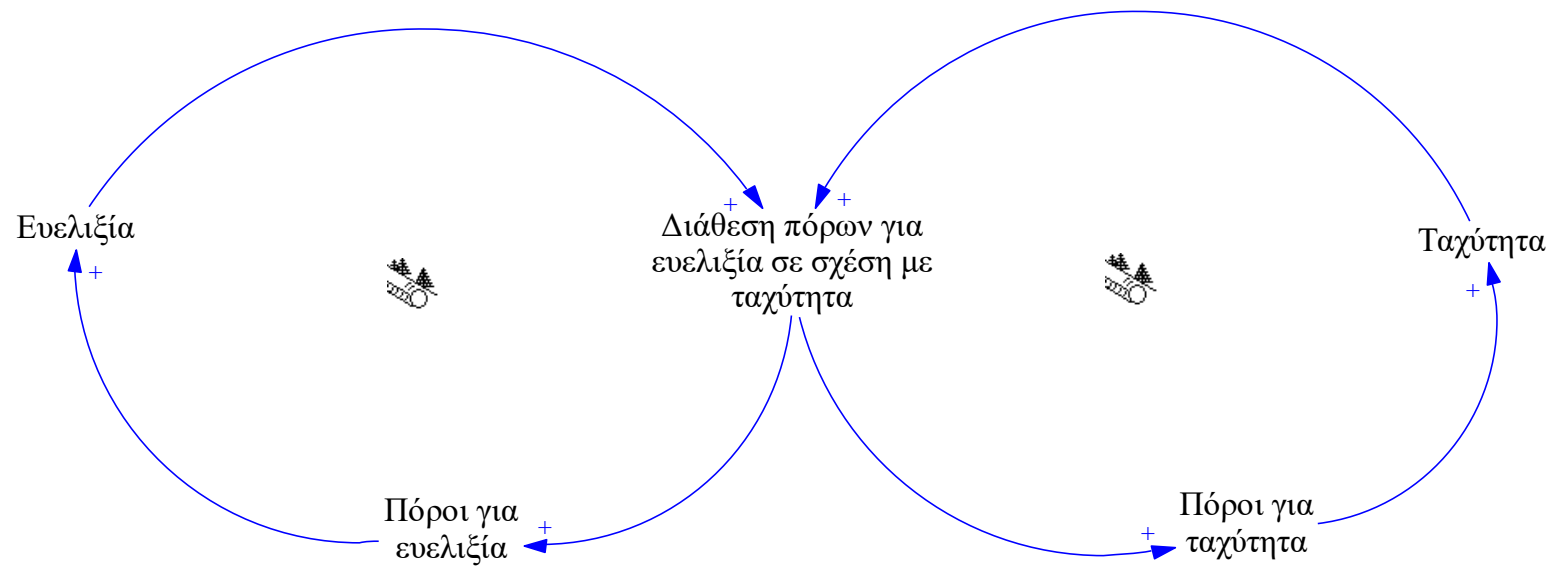 +
+
Ευελιξία
Διάθεση πόρων για
ευελιξία σε σχέση με
ταχύτητα
Ταχύτητα
+
+
Πόροι για
ευελιξία
+
+
Πόροι για
ταχύτητα